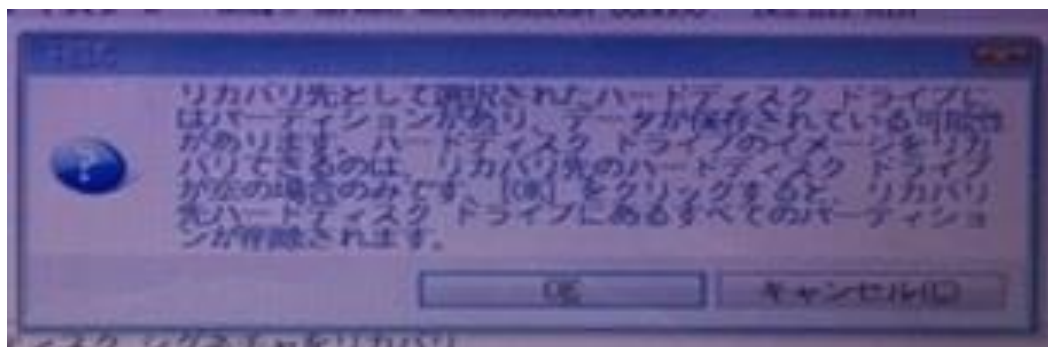 リカバリ先として選択されたハードディスク ドライブに
はパーティションがあり、データが保存されている可能性
があります。ハードディスク ドライブのイメージをリカ
バリできるのは、リカバリ先のハードディスク ドライブ
が空の場合のみです。[OK] をクリックすると、リカバリ
先ハードディスク ドライブにあるすべてのパーティショ
ンが削除されます。
OK
キャンセル(C)